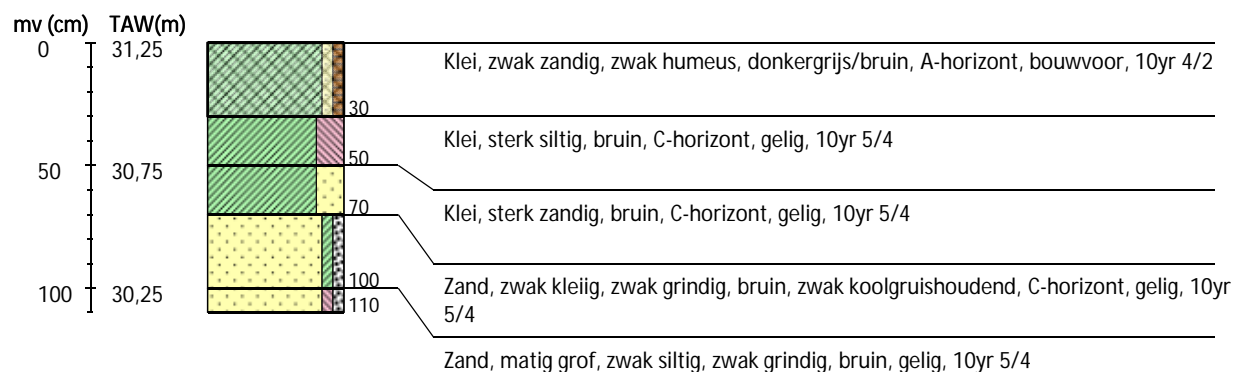 mv (cm) TAW(m)
0 31,25
Klei, zwak zandig, zwak humeus, donkergrijs/bruin, A-horizont, bouwvoor, 10yr 4/2
30
Klei, sterk siltig, bruin, C-horizont, gelig, 10yr 5/4
50
50 30,75
Klei, sterk zandig, bruin, C-horizont, gelig, 10yr 5/4
70
Zand, zwak kleiig, zwak grindig, bruin, zwak koolgruishoudend, C-horizont, gelig, 10yr
5/4
100
100 30,25
110
Zand, matig grof, zwak siltig, zwak grindig, bruin, gelig, 10yr 5/4